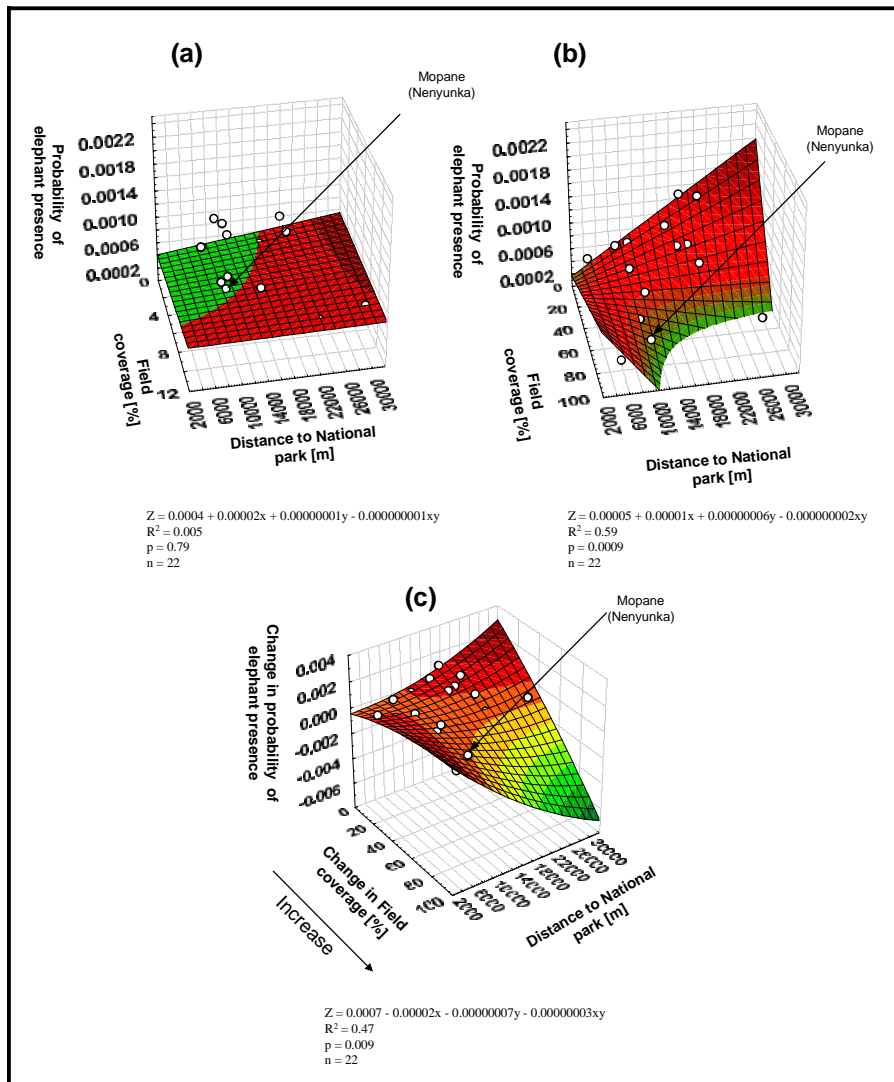 (a)
Mopane
(Nenyunka)
Probability of
elephant presence
0.0022
0.0018
0.0014
0.0010
0.0006
0.0002
0
4
8
12
Field
coverage [%]
2000
6000
10000
14000
18000
22000
26000
30000
Distance to National
park [m]
Z = 0.0004 + 0.00002x + 0.00000001y - 0.000000001xy
R² = 0.005
p = 0.79
n = 22
(b)
Mopane
(Nenyunka)
Probability of
elephant presence
0.0022
0.0018
0.0014
0.0010
0.0006
0.0002
0
20
40
60
80
100
Field
coverage [%]
2000
6000
10000
14000
18000
22000
26000
30000
Distance to National
park [m]
Z = 0.00005 + 0.00001x + 0.00000006y - 0.000000002xy
R² = 0.59
p = 0.0009
n = 22
(c)
Mopane
(Nenyunka)
Change in probability of
elephant presence
0.004
0.002
0.000
-0.002
-0.004
-0.006
0
20
40
60
80
100
Change in Field
coverage [%]
Increase
2000
6000
10000
14000
18000
22000
26000
30000
Distance to National
park [m]
Z = 0.0007 - 0.00002x - 0.00000007y - 0.00000003xy
R² = 0.47
p = 0.009
n = 22